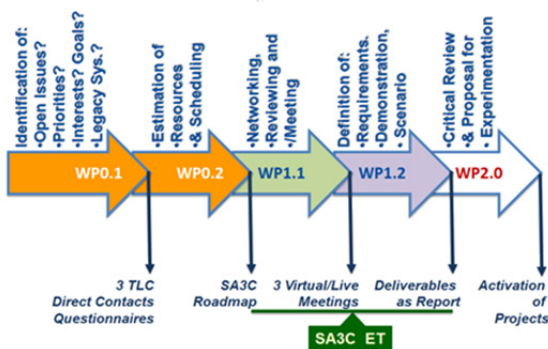 Identification of:
•Open Issues?
•Priorities?
•Interests? Goals?
•Legacy Sys.?
•Estimation of
•Resources
•& Scheduling
•Networking,
•Reviewing and
•/Meeting
Definition of:
•Requirements.
•Demonstration,
• Scenario
•Critical Review
•& Proposal for
• Experimentation
WP0.1
WP0.2
WP1.1
WP1.2
WP2.0
3 TLC
Direct Contacts
Questionnaires
SA3C
Roadmap
3 Virtual/Live
Meetings
Deliverables
as Report
Activation
of
Projects
SA3C ET